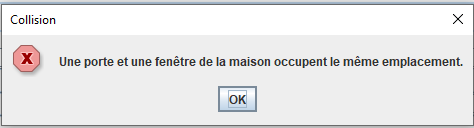 Collision
Une porte et une fenêtre de la maison occupent le même emplacement.
OK